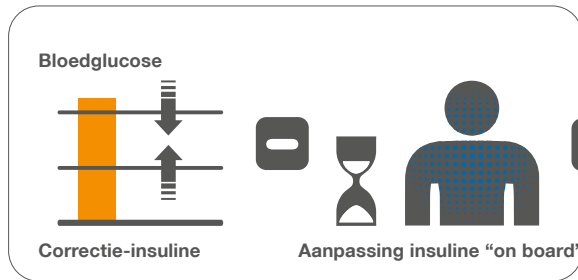 Bloedglucose
Correctie-insuline
Aanpassing insuline “on board”